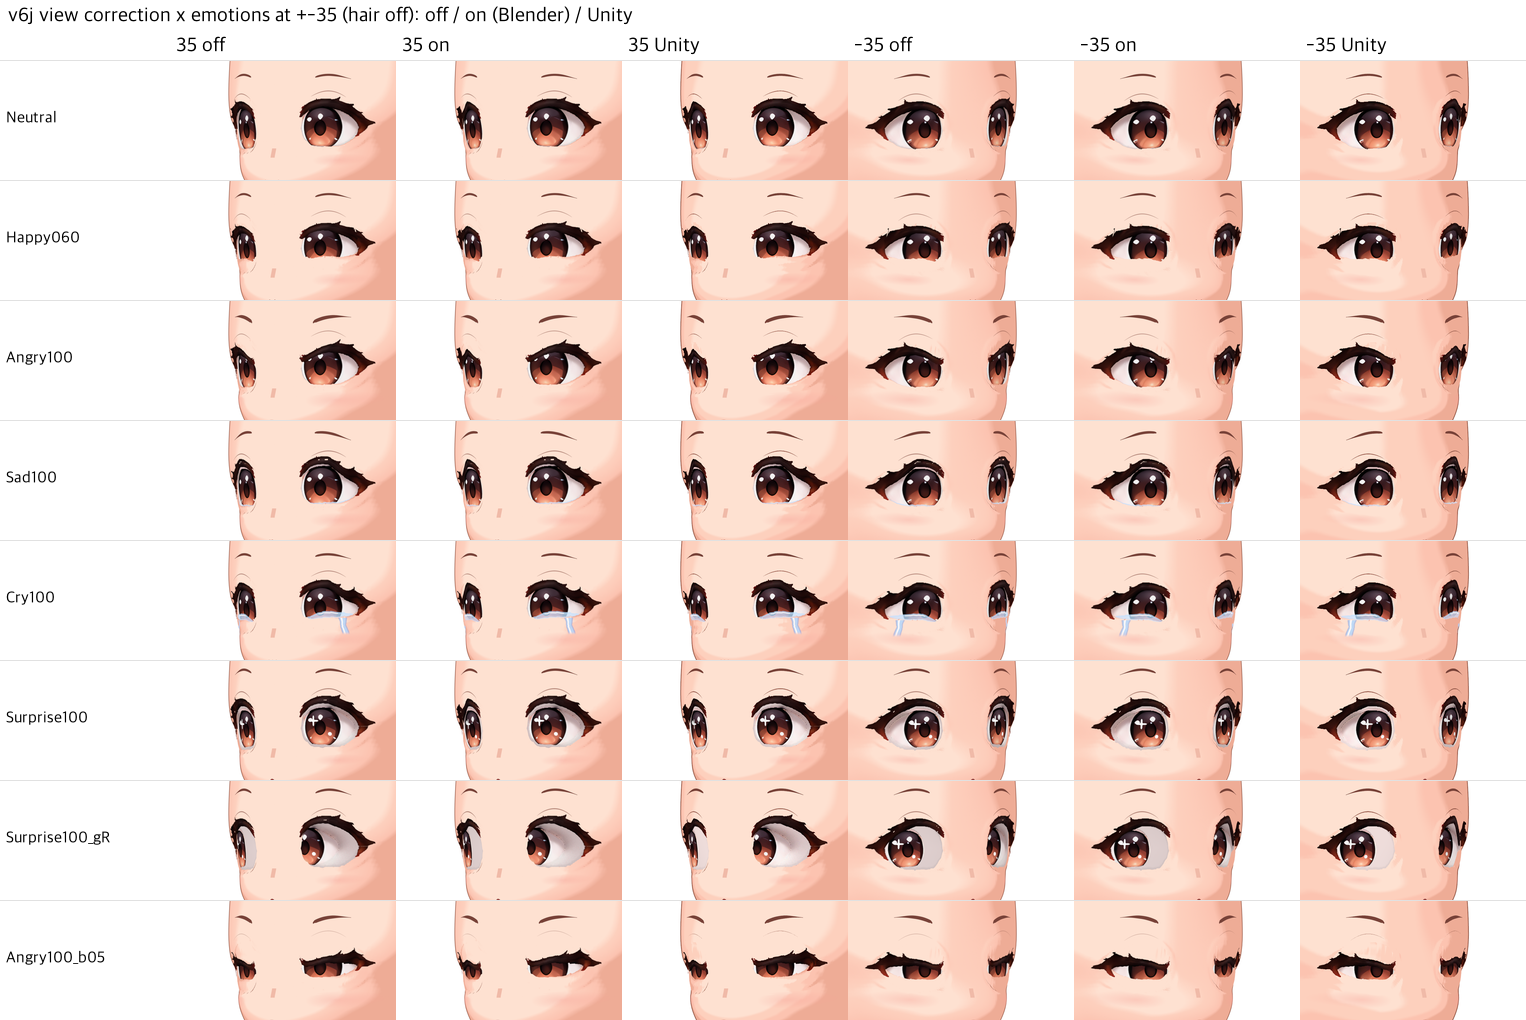 v6j view correction x emotions at +-35 (hair off): off / on (Blender) / Unity
35 off 35 on 35 Unity -35 off -35 on -35 Unity
Neutral
Happy060
Angry100
Sad100
Cry100
Surprise100
Surprise100_gR
Angry100_b05